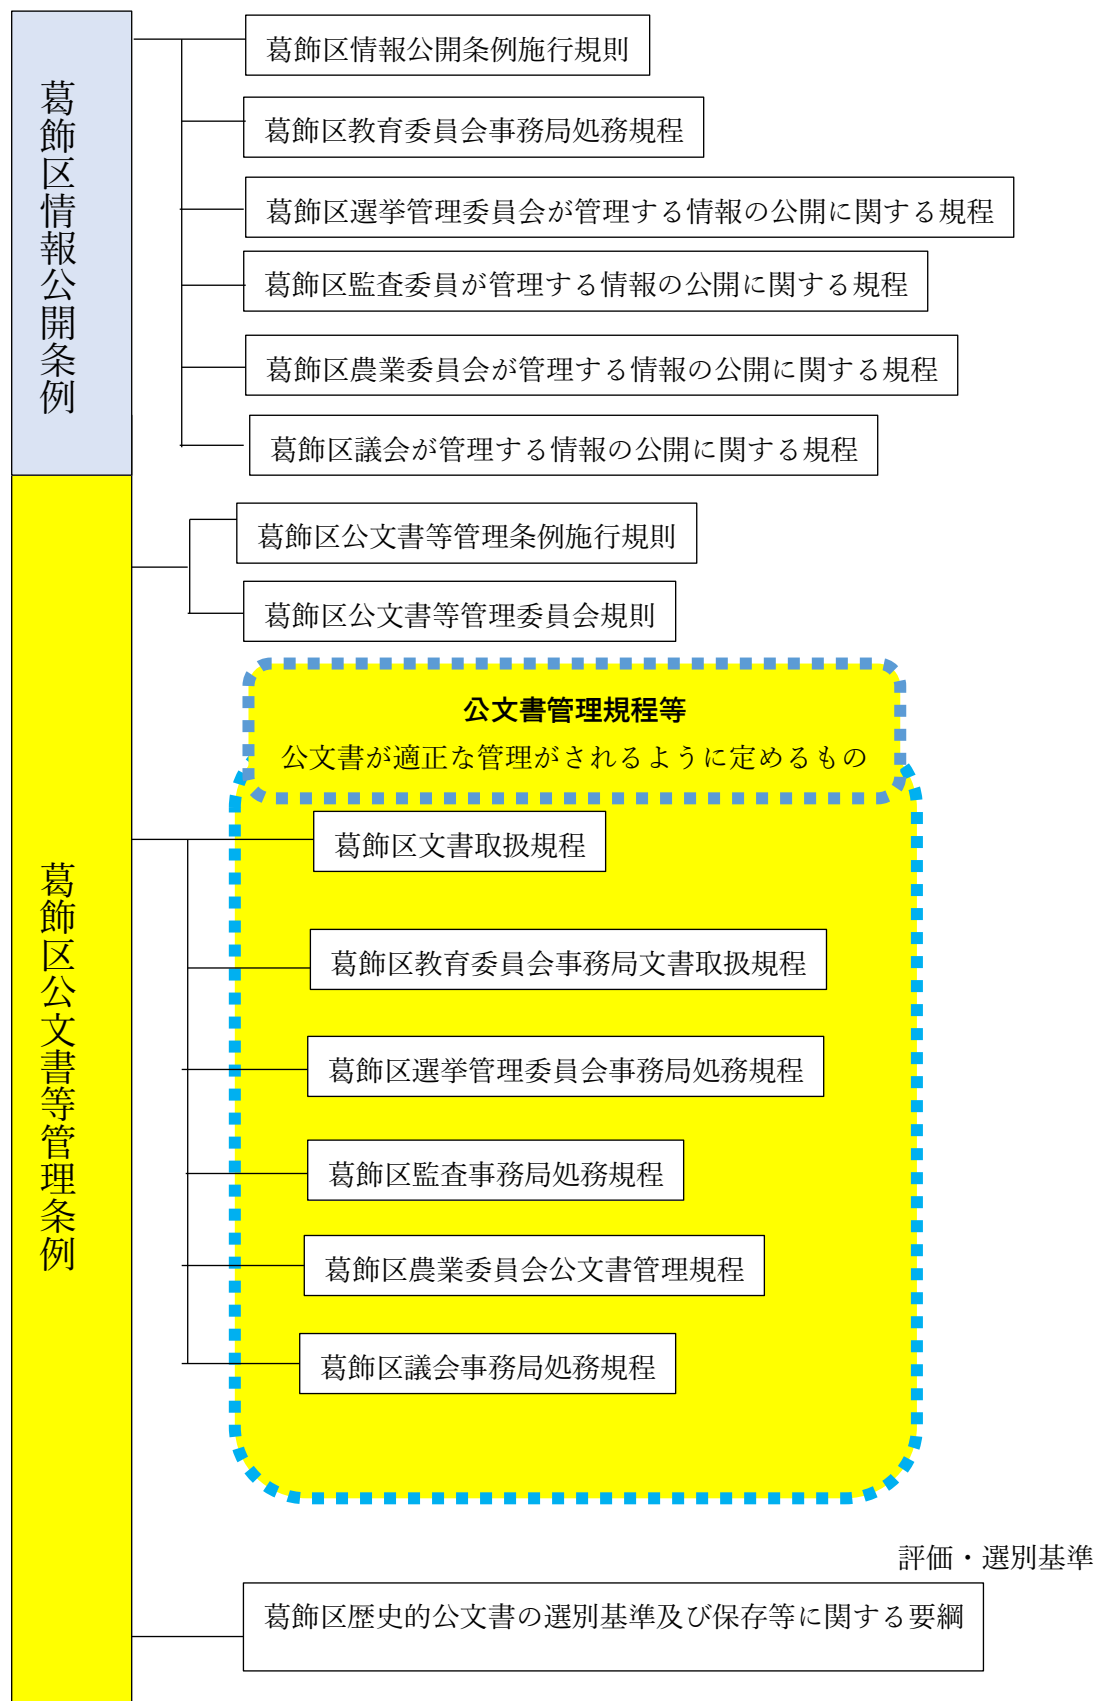 葛飾区情報公開条例
葛飾区情報公開条例施行規則
葛飾区教育委員会事務局処務規程
葛飾区選挙管理委員会が管理する情報の公開に関する規程
葛飾区監査委員が管理する情報の公開に関する規程
葛飾区農業委員会が管理する情報の公開に関する規程
葛飾区議会が管理する情報の公開に関する規程
葛飾区公文書等管理条例
葛飾区公文書等管理条例施行規則
葛飾区公文書等管理委員会規則
公文書管理規程等
公文書が適正な管理がされるように定めるもの
葛飾区文書取扱規程
葛飾区教育委員会事務局文書取扱規程
葛飾区選挙管理委員会事務局処務規程
葛飾区監査事務局処務規程
葛飾区農業委員会公文書管理規程
葛飾区議会事務局処務規程
評価・選別基準
葛飾区歴史的公文書の選別基準及び保存等に関する要綱